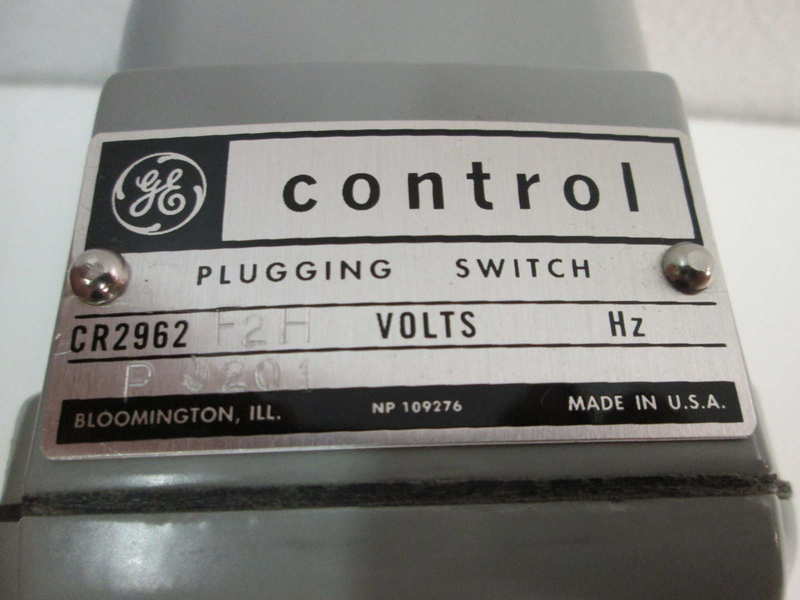 GE control
PLUGGING SWITCH
CR2962 F2H VOLTS Hz
BLOOMINGTON, ILL. NP 109276 MADE IN U.S.A.